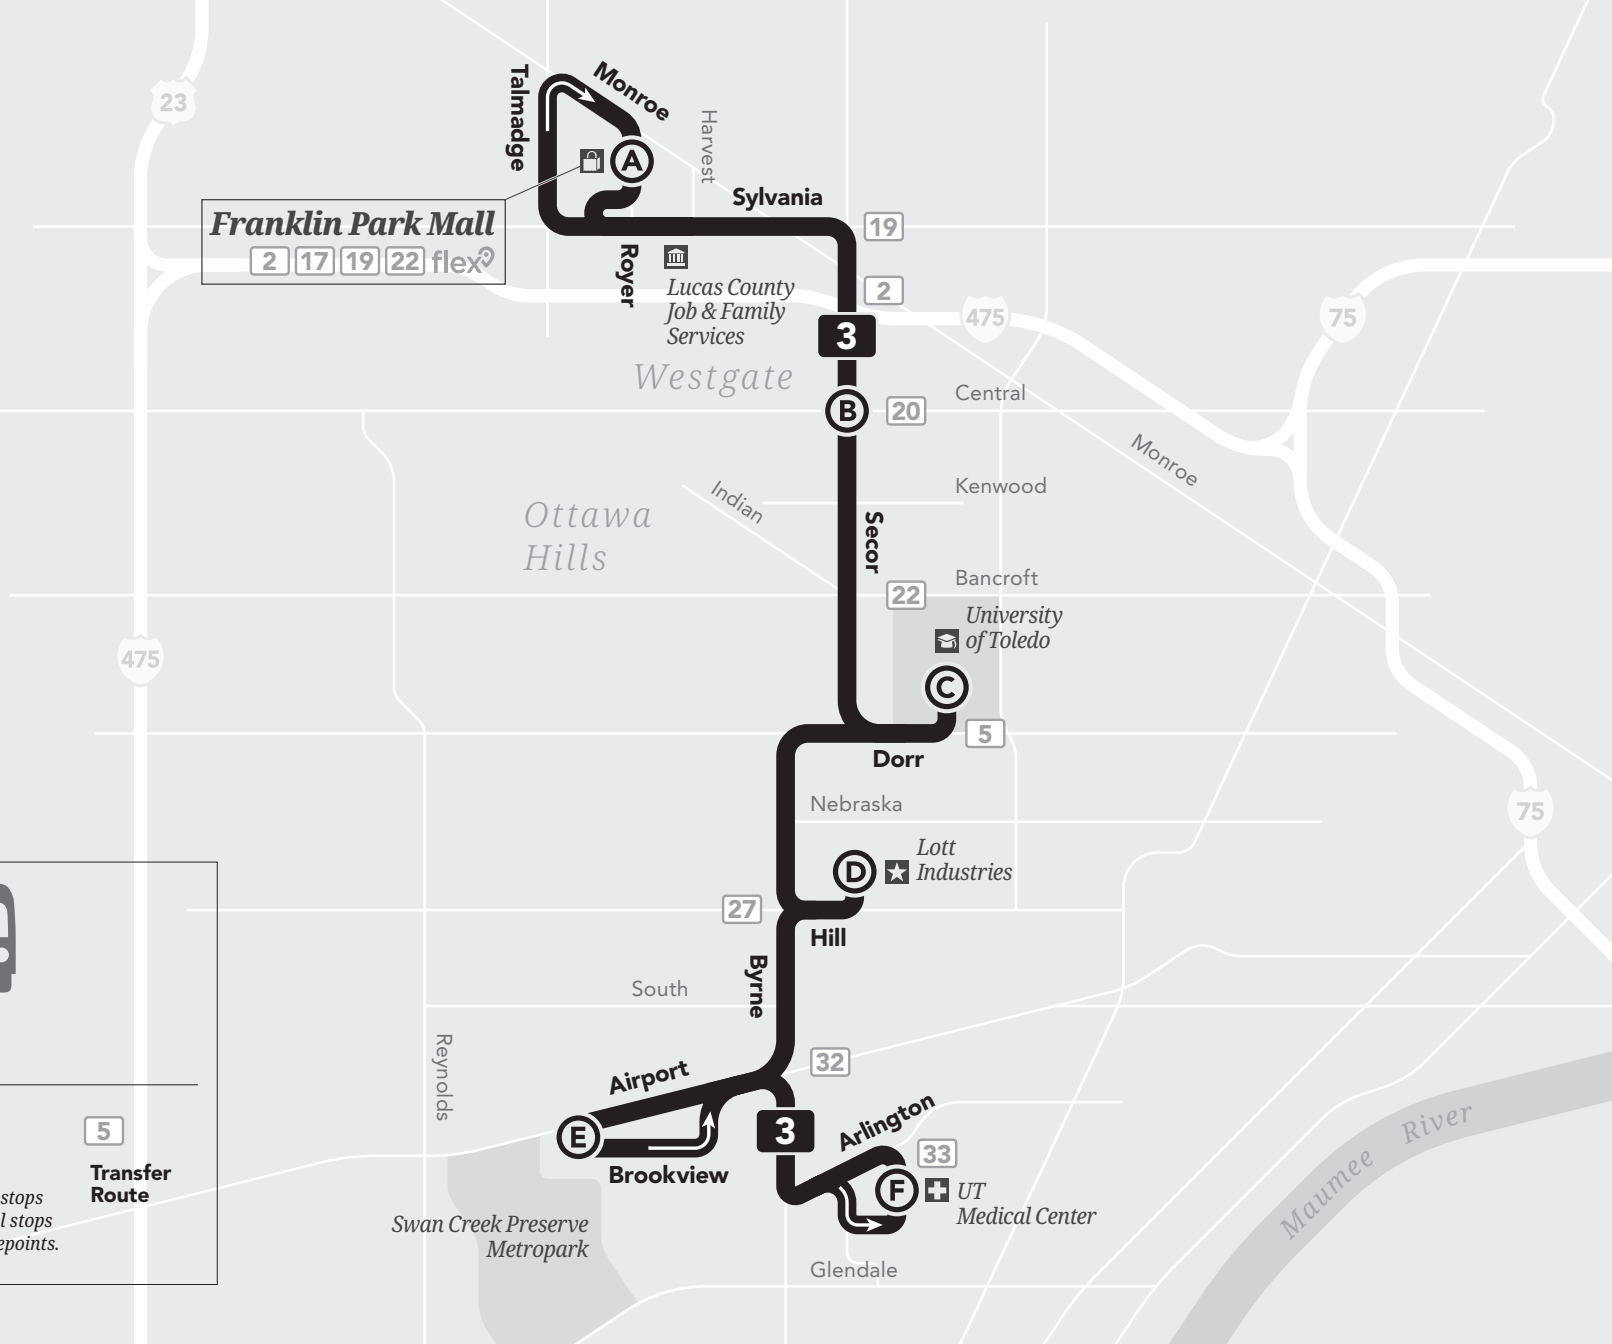 23
Talmadge
Monroe
Harvest
A
Sylvania
19
Franklin Park Mall
2 17 19 22 flex
Royer
Lucas County
Job & Family
Services
2
475
75
3
Westgate
Central
B
20
Monroe
Kenwood
Indian
Ottawa
Hills
Secor
Bancroft
22
University
of Toledo
475
C
5
Dorr
Nebraska
75
Lott
Industries
D
27
Hill
Byrne
South
Reynolds
32
Airport
3
Arlington
E
Brookview
33
F
UT
Medical Center
Maumee River
5
Transfer
Route
stops
l stops
epoints.
Swan Creek Preserve
Metropark
Glendale